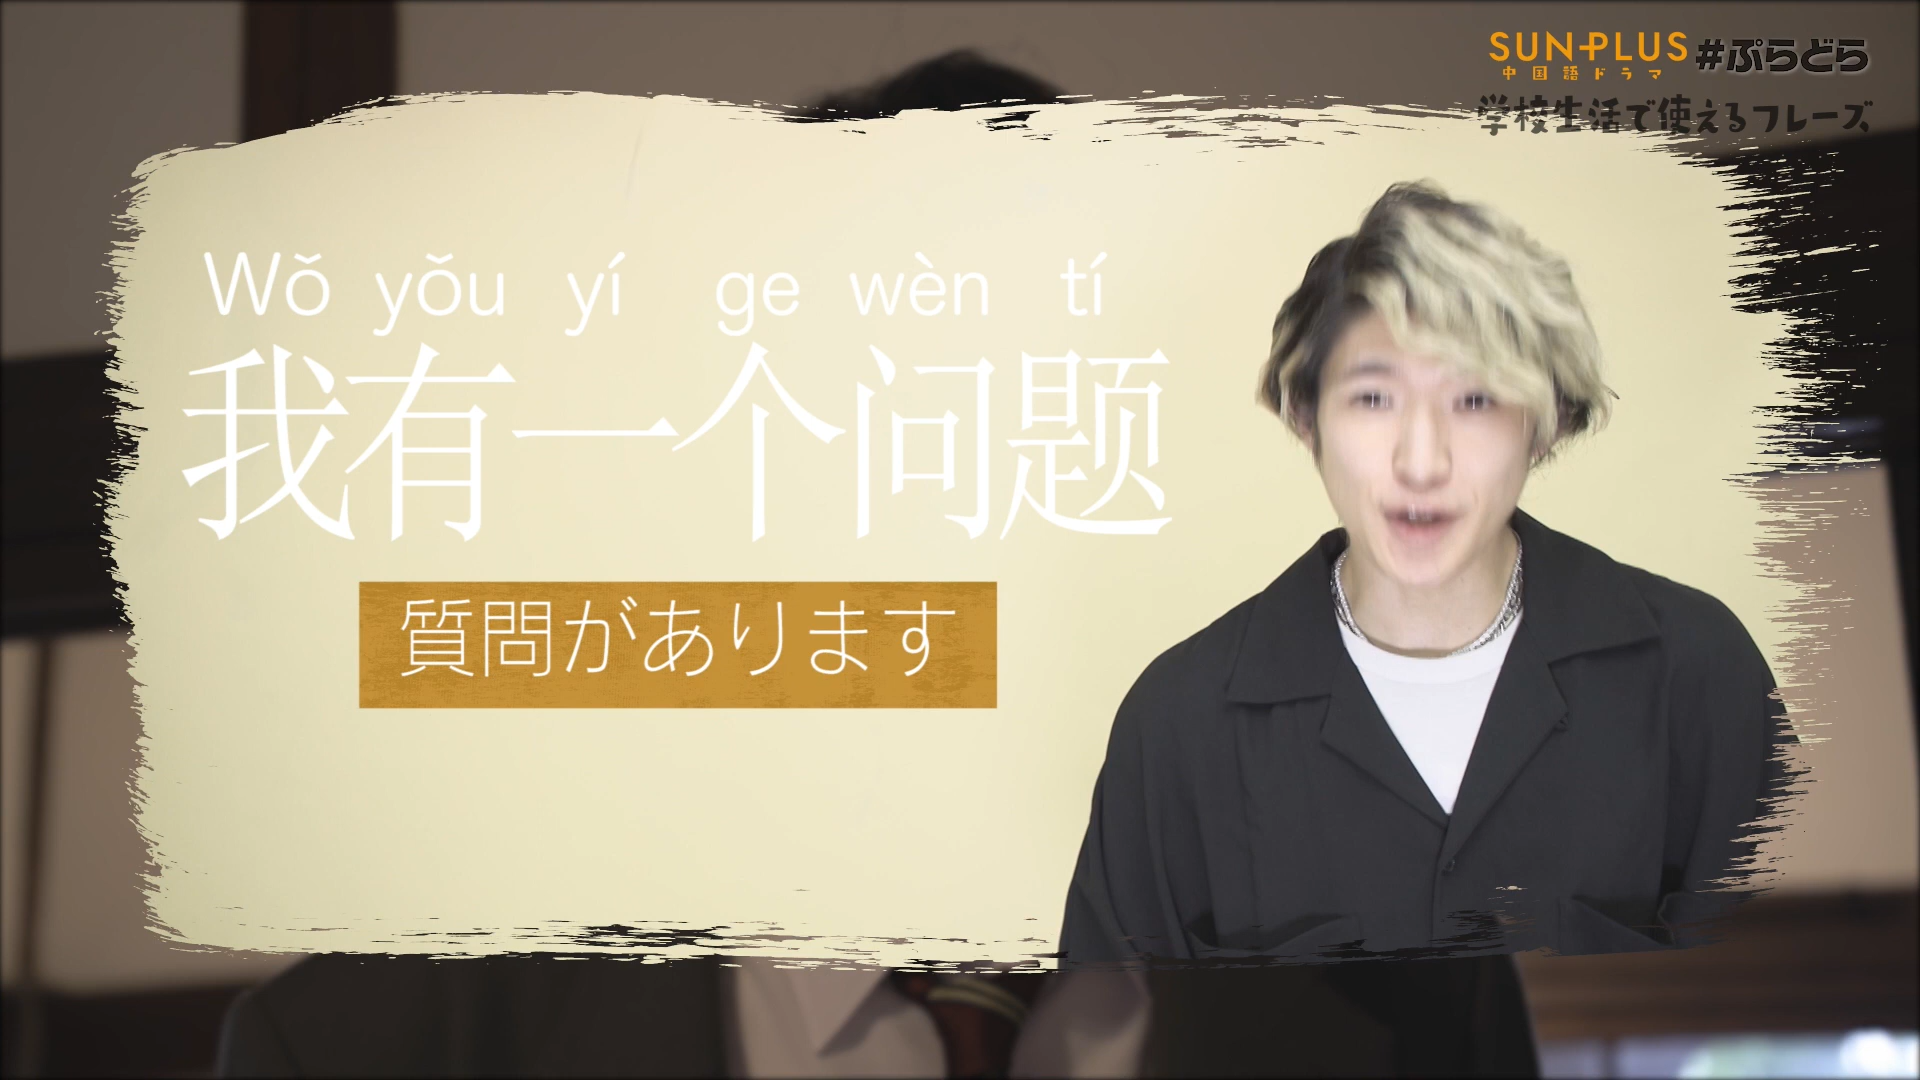 SUN+PLUS #ぷらどら
中国語ドラマ
学校生活で使えるフレーズ
Wǒ yǒu yí ge wèn tí
我有一个问题
質問があります